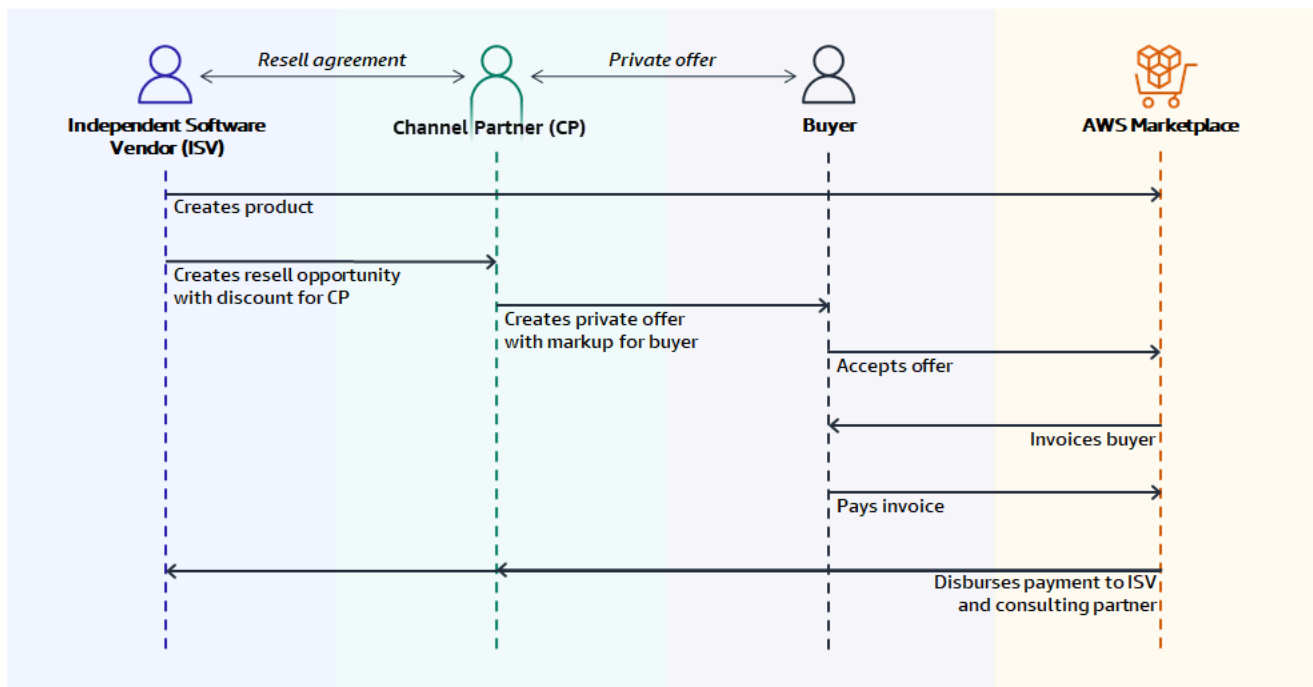 Resell agreement
Private offer
Independent Software
Vendor (ISV)
Channel Partner (CP)
Buyer
AWS Marketplace
Creates product
Creates resell opportunity
with discount for CP
Creates private offer
with markup for buyer
Accepts offer
Invoices buyer
Pays invoice
Disburses payment to ISV
and consulting partner